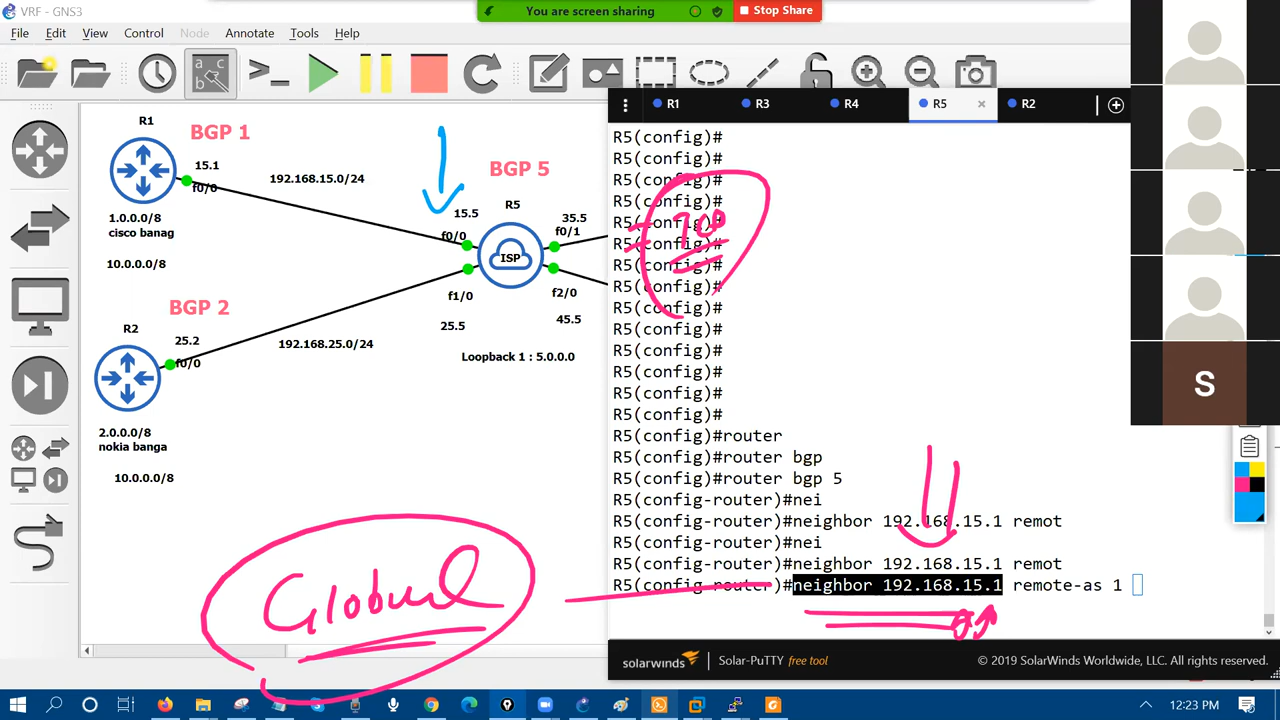 VRF - GNS3
You are screen sharing
Stop Share
File Edit View Control Node Annotate Tools Help
R1 R3 R4 R5 × R2
R1
BGP 1
15.1
f0/0
192.168.15.0/24
1.0.0.0/8
cisco banag
10.0.0.0/8
BGP 5
R5
15.5
f0/0
35.5
f0/1
ISP
f1/0
f2/0
25.5
45.5
Loopback 1 : 5.0.0.0
BGP 2
R2
25.2
f0/0
192.168.25.0/24
2.0.0.0/8
nokia banga
10.0.0.0/8
R5(config)#
R5(config)#
R5(config)#
R5(config)#
R5(config)#
R5(config)#
R5(config)#
R5(config)#
R5(config)#
R5(config)#
R5(config)#
R5(config)#
R5(config)#
R5(config)#
R5(config)#router
R5(config)#router bgp
R5(config)#router bgp 5
R5(config-router)#nei
R5(config-router)#neighbor 192.168.15.1 remot
R5(config-router)#nei
R5(config-router)#neighbor 192.168.15.1 remot
R5(config-router)#neighbor 192.168.15.1 remote-as 1
S
solarwinds Solar-PuTTY free tool © 2019 SolarWinds Worldwide, LLC. All rights reserved.
12:23 PM